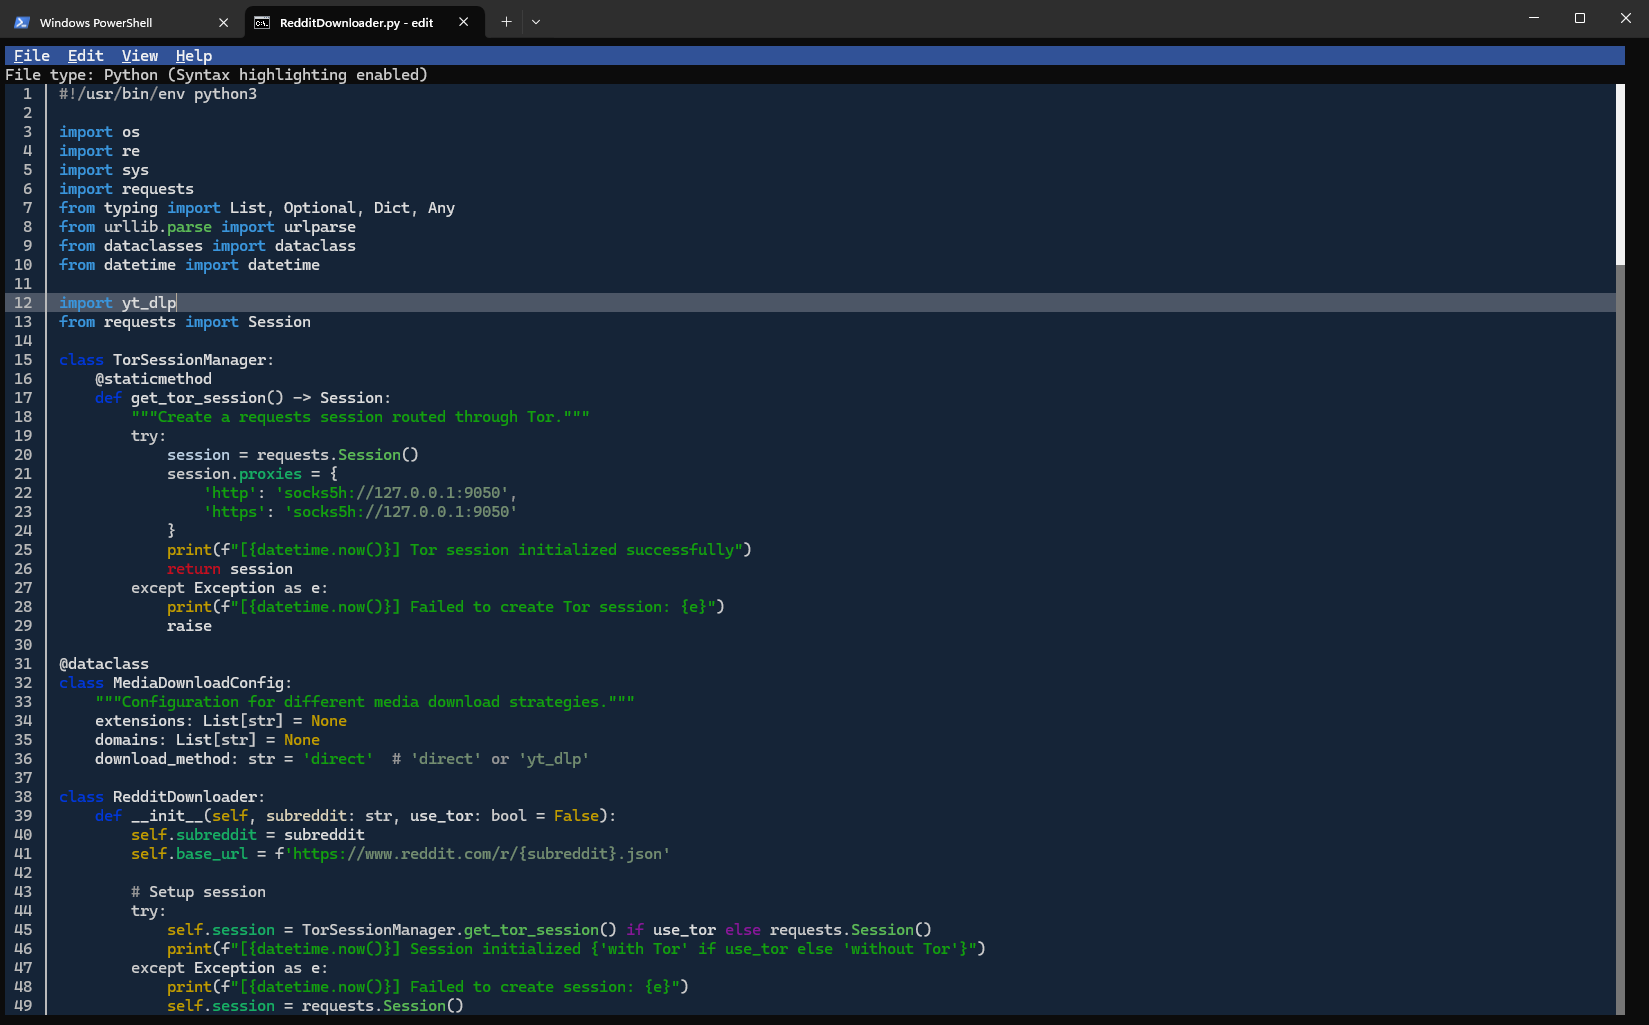 Windows PowerShell
RedditDownloader.py - edit
File Edit View Help
File type: Python (Syntax highlighting enabled)
1 #!/usr/bin/env python3
2
3 import os
4 import re
5 import sys
6 import requests
7 from typing import List, Optional, Dict, Any
8 from urllib.parse import urlparse
9 from dataclasses import dataclass
10 from datetime import datetime
11
12 import yt_dlp
13 from requests import Session
14
15 class TorSessionManager:
16     @staticmethod
17     def get_tor_session() -> Session:
18         """Create a requests session routed through Tor."""
19         try:
20             session = requests.Session()
21             session.proxies = {
22                 'http': 'socks5h://127.0.0.1:9050',
23                 'https': 'socks5h://127.0.0.1:9050'
24             }
25             print(f"[{datetime.now()}] Tor session initialized successfully")
26             return session
27         except Exception as e:
28             print(f"[{datetime.now()}] Failed to create Tor session: {e}")
29             raise
30
31 @dataclass
32 class MediaDownloadConfig:
33     """Configuration for different media download strategies."""
34     extensions: List[str] = None
35     domains: List[str] = None
36     download_method: str = 'direct'  # 'direct' or 'yt_dlp'
37
38 class RedditDownloader:
39     def __init__(self, subreddit: str, use_tor: bool = False):
40         self.subreddit = subreddit
41         self.base_url = f'https://www.reddit.com/r/{subreddit}.json'
42
43         # Setup session
44         try:
45             self.session = TorSessionManager.get_tor_session() if use_tor else requests.Session()
46             print(f"[{datetime.now()}] Session initialized {'with Tor' if use_tor else 'without Tor'}")
47         except Exception as e:
48             print(f"[{datetime.now()}] Failed to create session: {e}")
49             self.session = requests.Session()